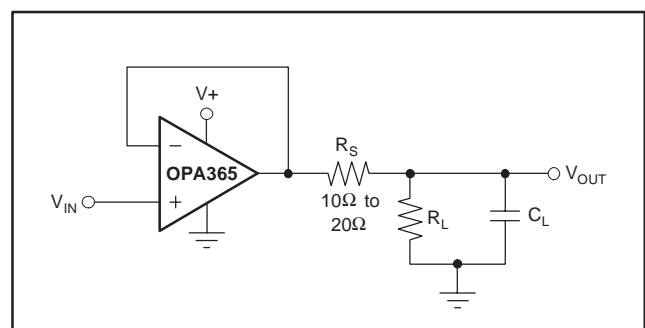 V+
−
OPA365
+
V_IN
R_S
10Ω to
20Ω
R_L
C_L
V_OUT